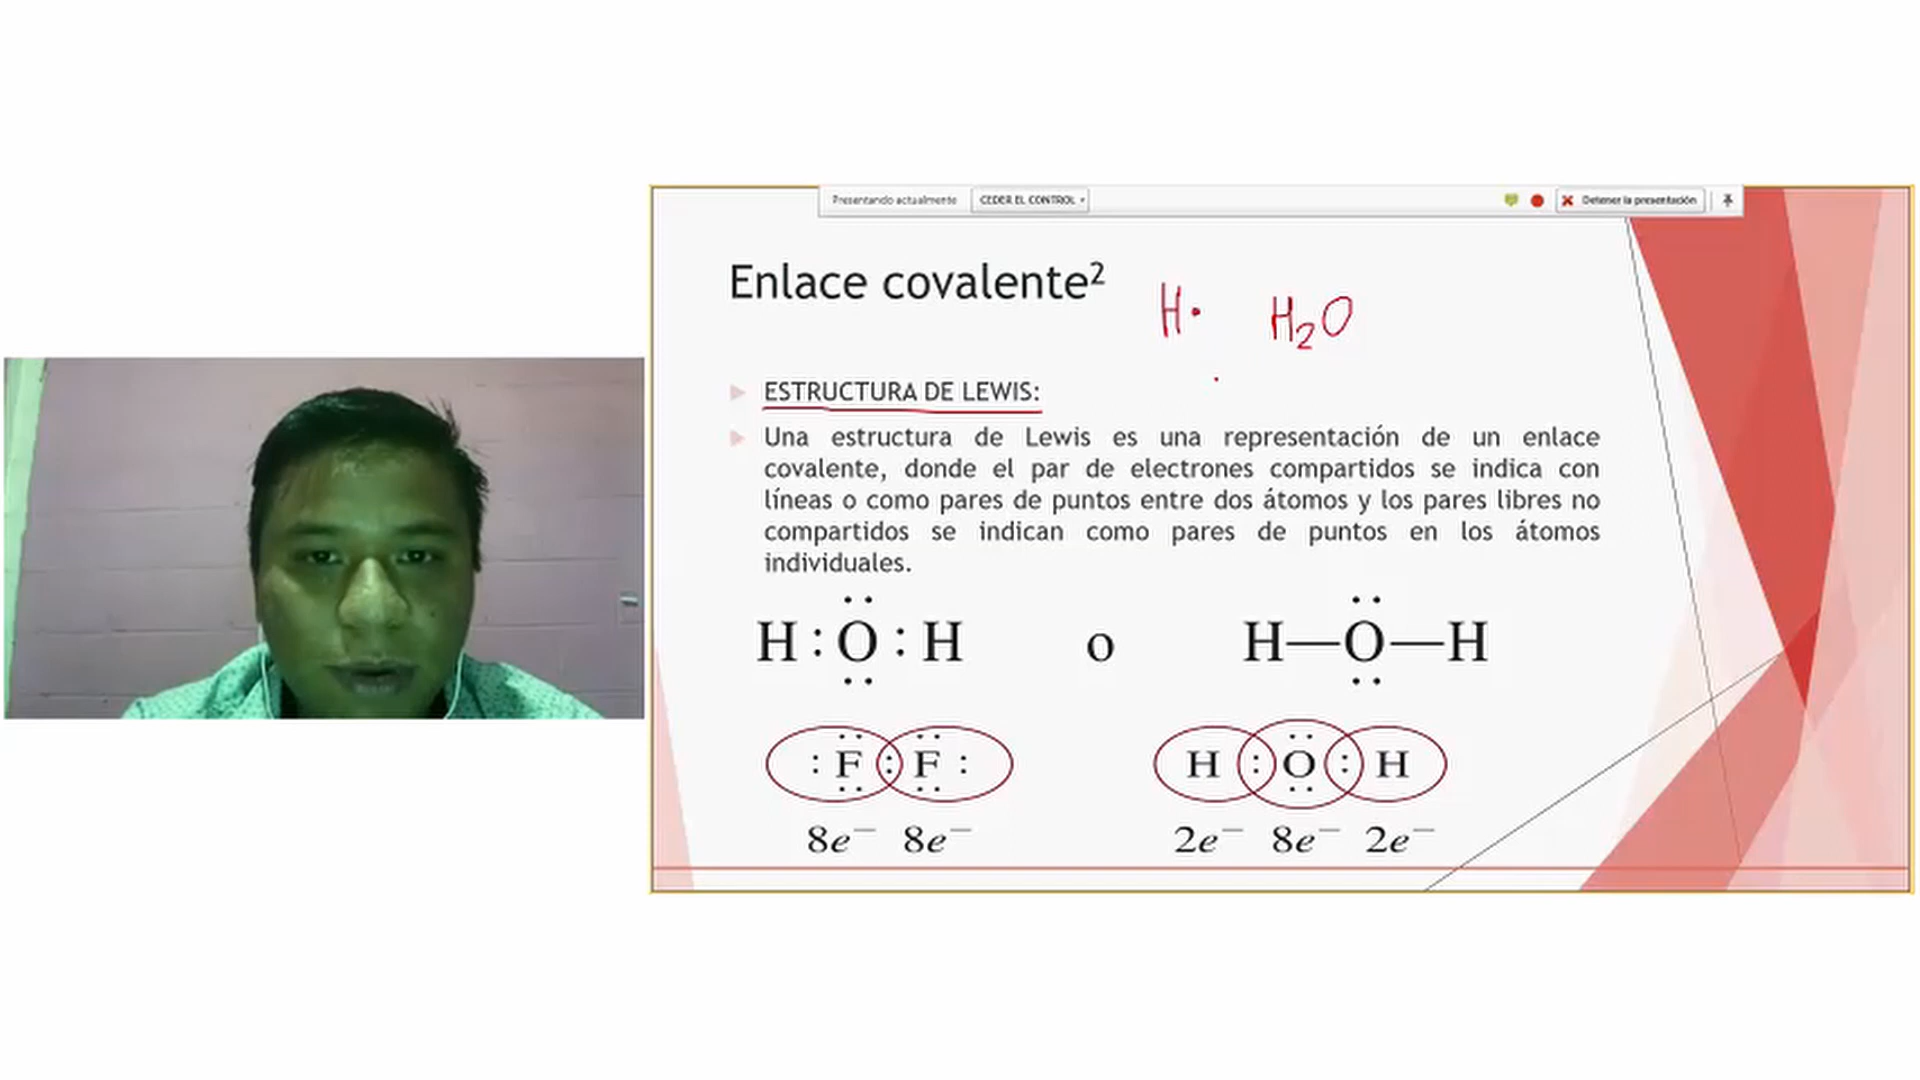 Presentando actualmente CEDER EL CONTROL Detener la presentación
Enlace covalente²
H· H₂O
ESTRUCTURA DE LEWIS:
Una estructura de Lewis es una representación de un enlace
covalente, donde el par de electrones compartidos se indica con
líneas o como pares de puntos entre dos átomos y los pares libres no
compartidos se indican como pares de puntos en los átomos
individuales.
H : O : H o H—O—H
: F : F : H : O : H
8e⁻ 8e⁻ 2e⁻ 8e⁻ 2e⁻